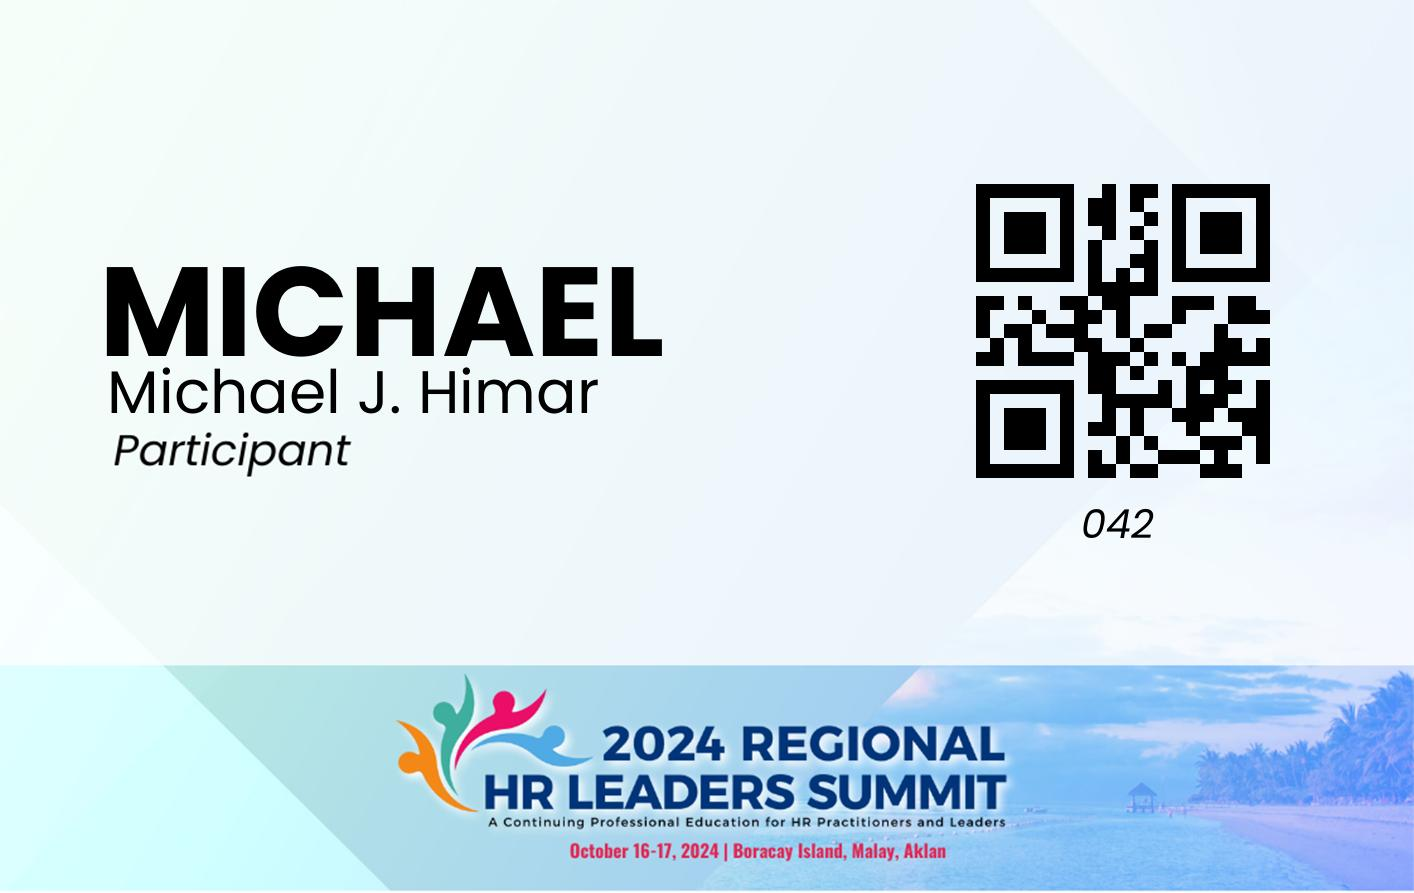 MICHAEL
Michael J. Himar
Participant
042
2024 REGIONAL
HR LEADERS SUMMIT
A Continuing Professional Education for HR Practitioners and Leaders
October 16-17, 2024 | Boracay Island, Malay, Aklan